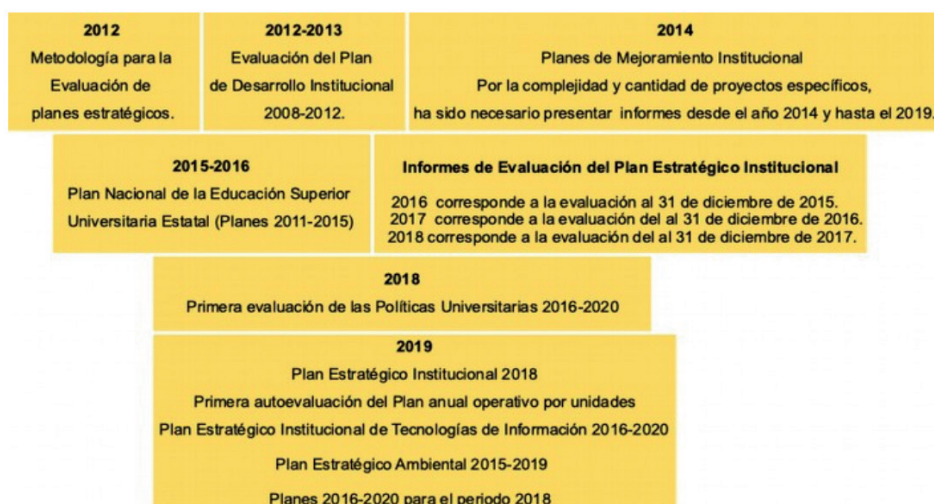 2012
Metodología para la
Evaluación de
planes estratégicos.
2012-2013
Evaluación del Plan
de Desarrollo Institucional
2008-2012.
2014
Planes de Mejoramiento Institucional
Por la complejidad y cantidad de proyectos específicos,
ha sido necesario presentar informes desde el año 2014 y hasta el 2019.
2015-2016
Plan Nacional de la Educación Superior
Universitaria Estatal (Planes 2011-2015)
Informes de Evaluación del Plan Estratégico Institucional
2016 corresponde a la evaluación al 31 de diciembre de 2015.
2017 corresponde a la evaluación del al 31 de diciembre de 2016.
2018 corresponde a la evaluación del al 31 de diciembre de 2017.
2018
Primera evaluación de las Políticas Universitarias 2016-2020
2019
Plan Estratégico Institucional 2018
Primera autoevaluación del Plan anual operativo por unidades
Plan Estratégico Institucional de Tecnologías de Información 2016-2020
Plan Estratégico Ambiental 2015-2019
Planes 2016-2020 para el periodo 2018